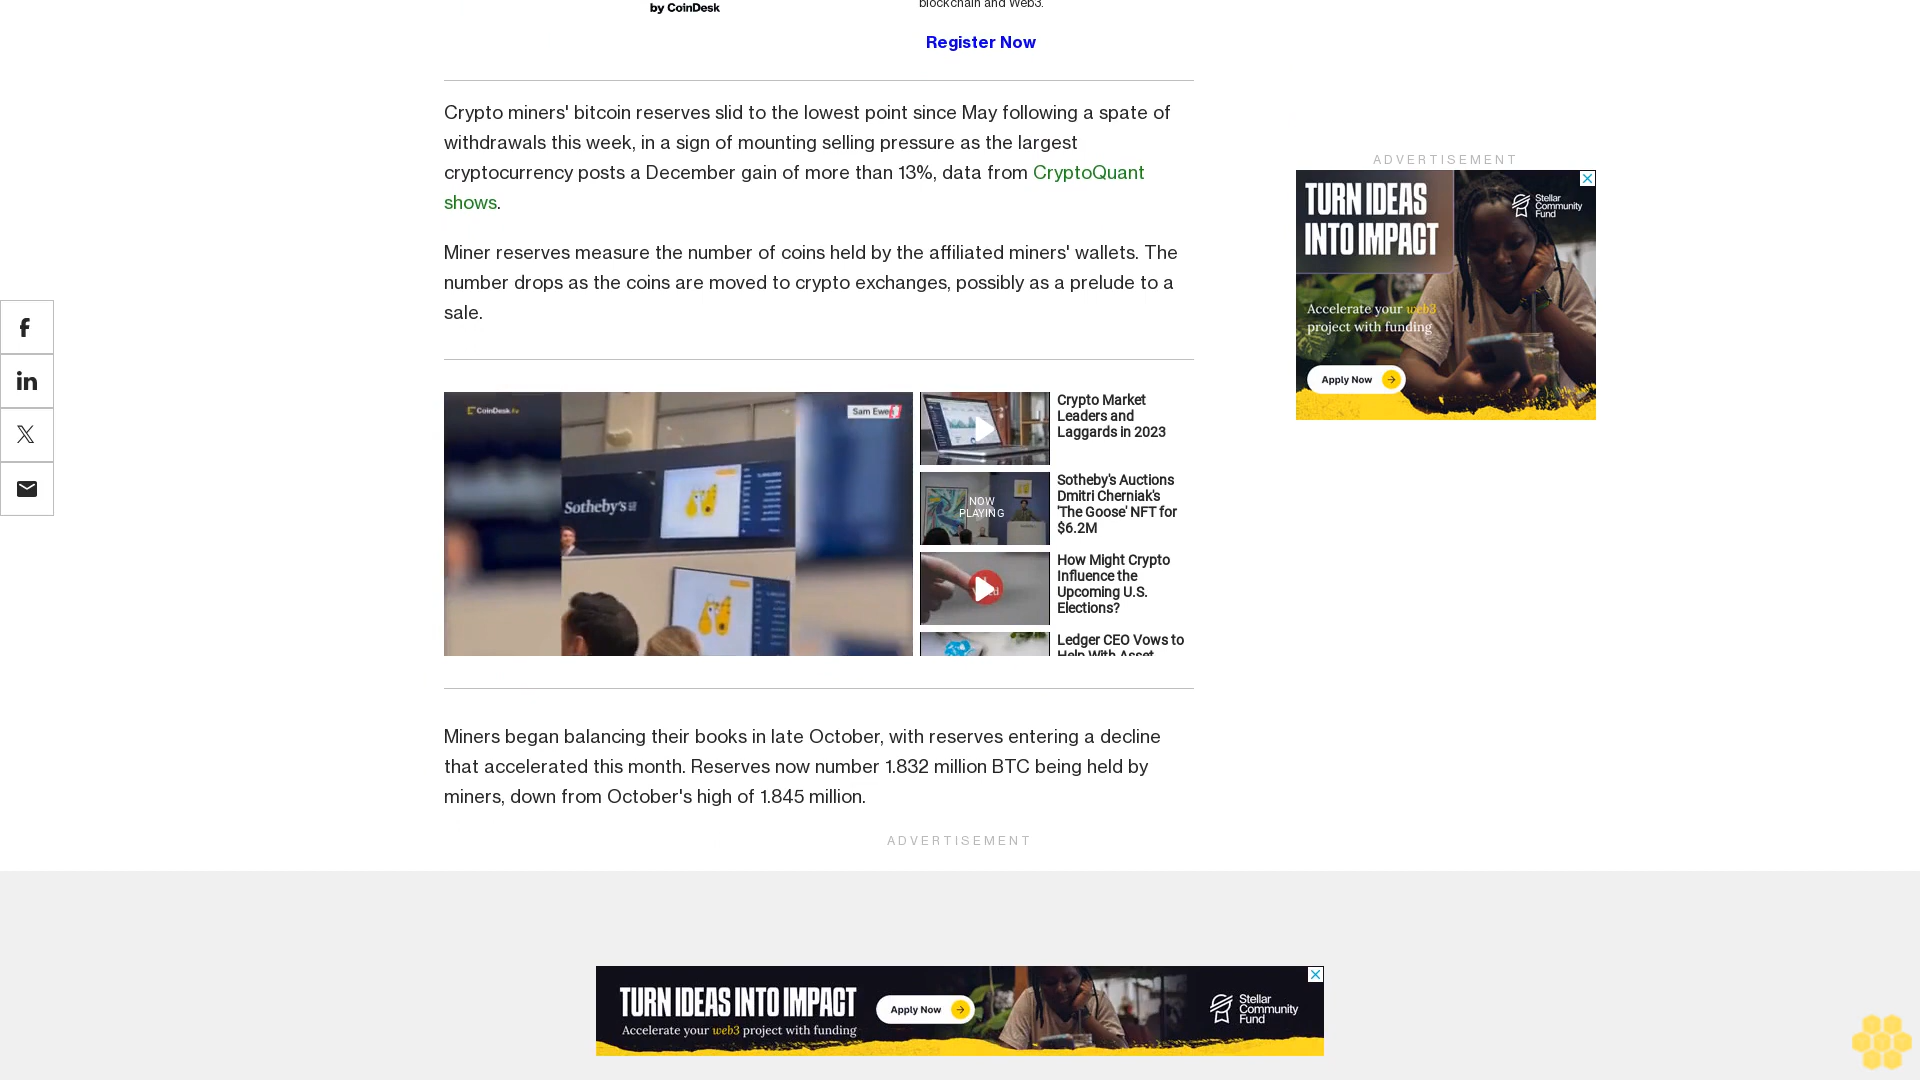 by CoinDesk
blockchain and Web3.
Register Now
Crypto miners' bitcoin reserves slid to the lowest point since May following a spate of
withdrawals this week, in a sign of mounting selling pressure as the largest
cryptocurrency posts a December gain of more than 13%, data from CryptoQuant
shows.
Miner reserves measure the number of coins held by the affiliated miners' wallets. The
number drops as the coins are moved to crypto exchanges, possibly as a prelude to a
sale.
CoinDesk
Sotheby's
Crypto Market
Leaders and
Laggards in 2023
NOW
PLAYING
Sotheby's Auctions
Dmitri Cherniak's
'The Goose' NFT for
$6.2M
How Might Crypto
Influence the
Upcoming U.S.
Elections?
Ledger CEO Vows to
Help With Asset
Miners began balancing their books in late October, with reserves entering a decline
that accelerated this month. Reserves now number 1.832 million BTC being held by
miners, down from October's high of 1.845 million.
ADVERTISEMENT
TURN IDEAS
INTO IMPACT
Stellar
Community
Fund
Accelerate your web3
project with funding
Apply Now
ADVERTISEMENT
TURN IDEAS INTO IMPACT
Accelerate your web3 project with funding
Apply Now
Stellar
Community
Fund